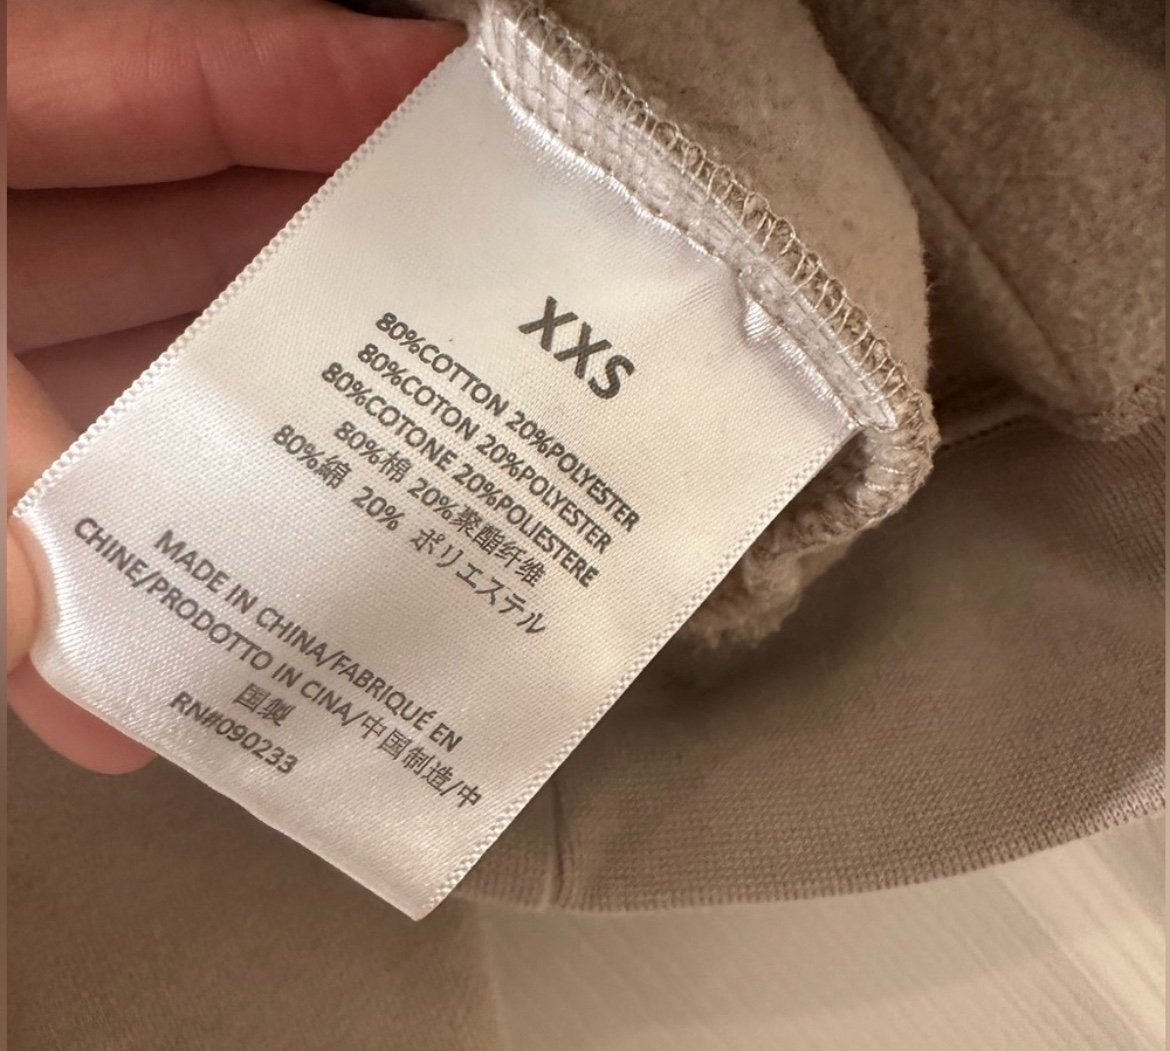 XXS
80%COTTON 20%POLYESTER
80%COTON 20%POLYESTER
80%COTONE 20%POLIESTERE
80%棉 20%聚酯纤维
80%綿 20% ポリエステル
MADE IN CHINA/FABRIQUÉ EN
CHINE/PRODOTTO IN CINA/中国制造/中
国製
RN#090233